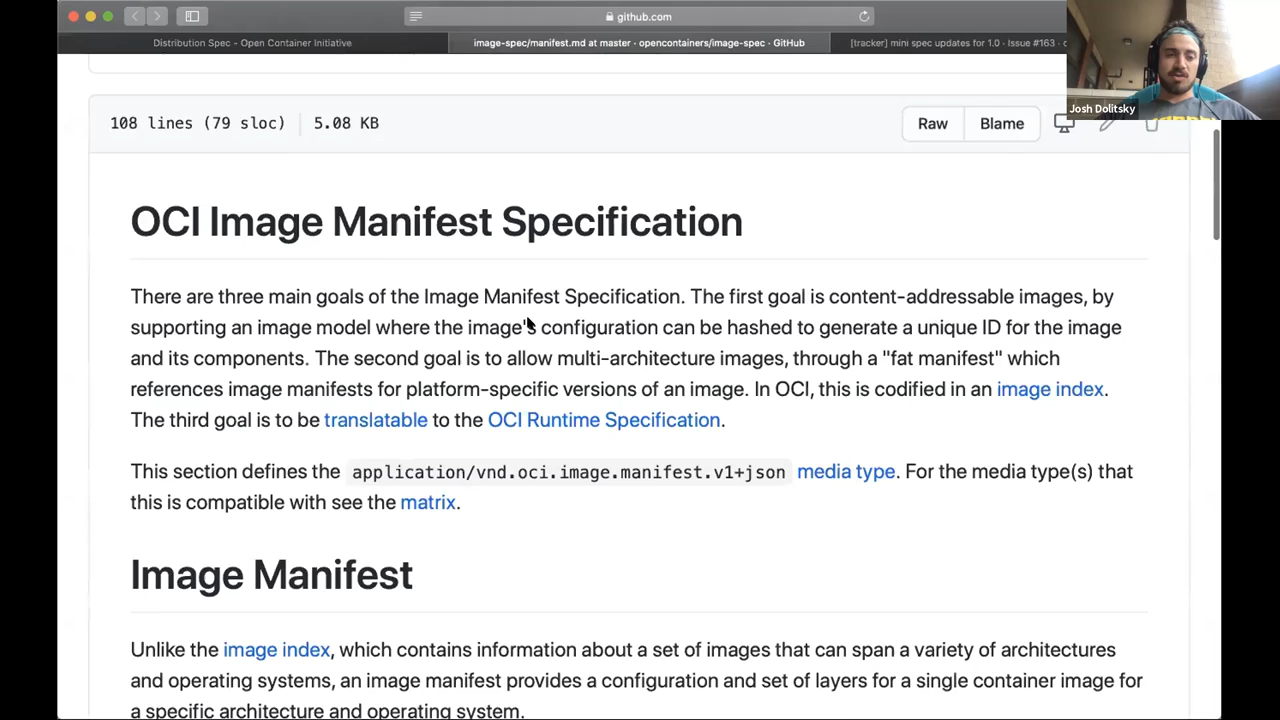 github.com
Distribution Spec - Open Container Initiative
image-spec/manifest.md at master · opencontainers/image-spec · GitHub
[tracker] mini spec updates for 1.0 · Issue #163 ·
Josh Dolitsky
108 lines (79 sloc)
5.08 KB
Raw
Blame
OCI Image Manifest Specification
There are three main goals of the Image Manifest Specification. The first goal is content-addressable images, by
supporting an image model where the image's configuration can be hashed to generate a unique ID for the image
and its components. The second goal is to allow multi-architecture images, through a "fat manifest" which
references image manifests for platform-specific versions of an image. In OCI, this is codified in an image index.
The third goal is to be translatable to the OCI Runtime Specification.
This section defines the application/vnd.oci.image.manifest.v1+json media type. For the media type(s) that
this is compatible with see the matrix.
Image Manifest
Unlike the image index, which contains information about a set of images that can span a variety of architectures
and operating systems, an image manifest provides a configuration and set of layers for a single container image for
a specific architecture and operating system.